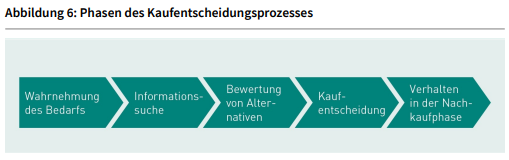 Abbildung 6: Phasen des Kaufentscheidungsprozesses
Wahrnehmung
des Bedarfs
Informations-
suche
Bewertung
von Alter-
nativen
Kauf-
entscheidung
Verhalten
in der Nach-
kaufphase